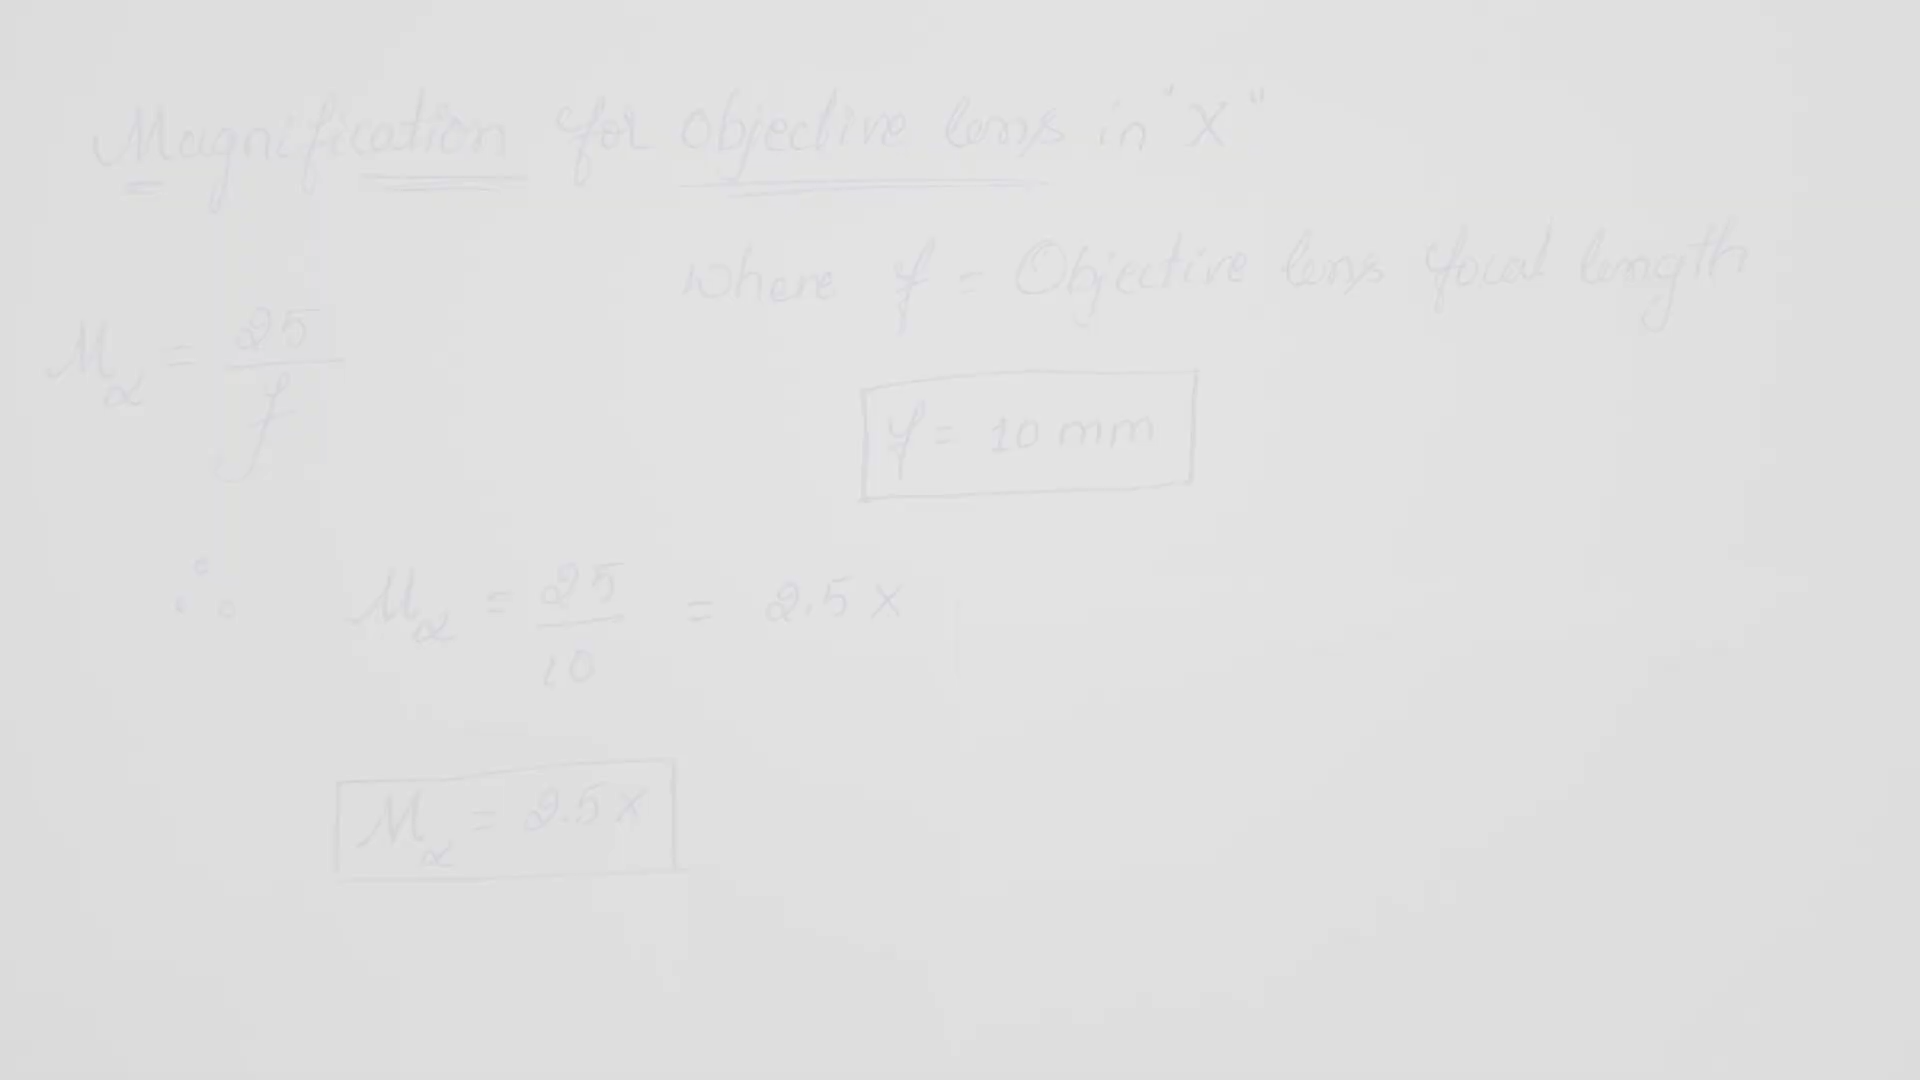 Magnification for objective lens in "X"
where f = Objective lens focal length
Mα = 25/f
f = 10 mm
∴ Mα = 25/10 = 2.5 x
Mα = 2.5 x